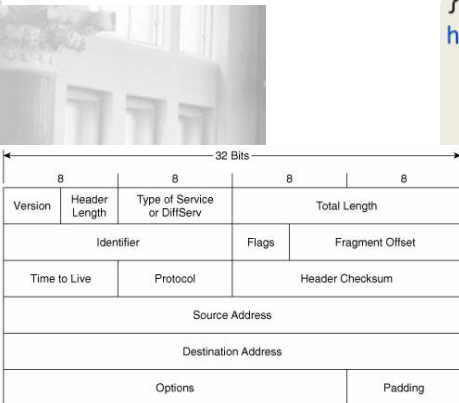 h
32 Bits
8 8 8 8
Version Header Length Type of Service or DiffServ Total Length
Identifier Flags Fragment Offset
Time to Live Protocol Header Checksum
Source Address
Destination Address
Options Padding